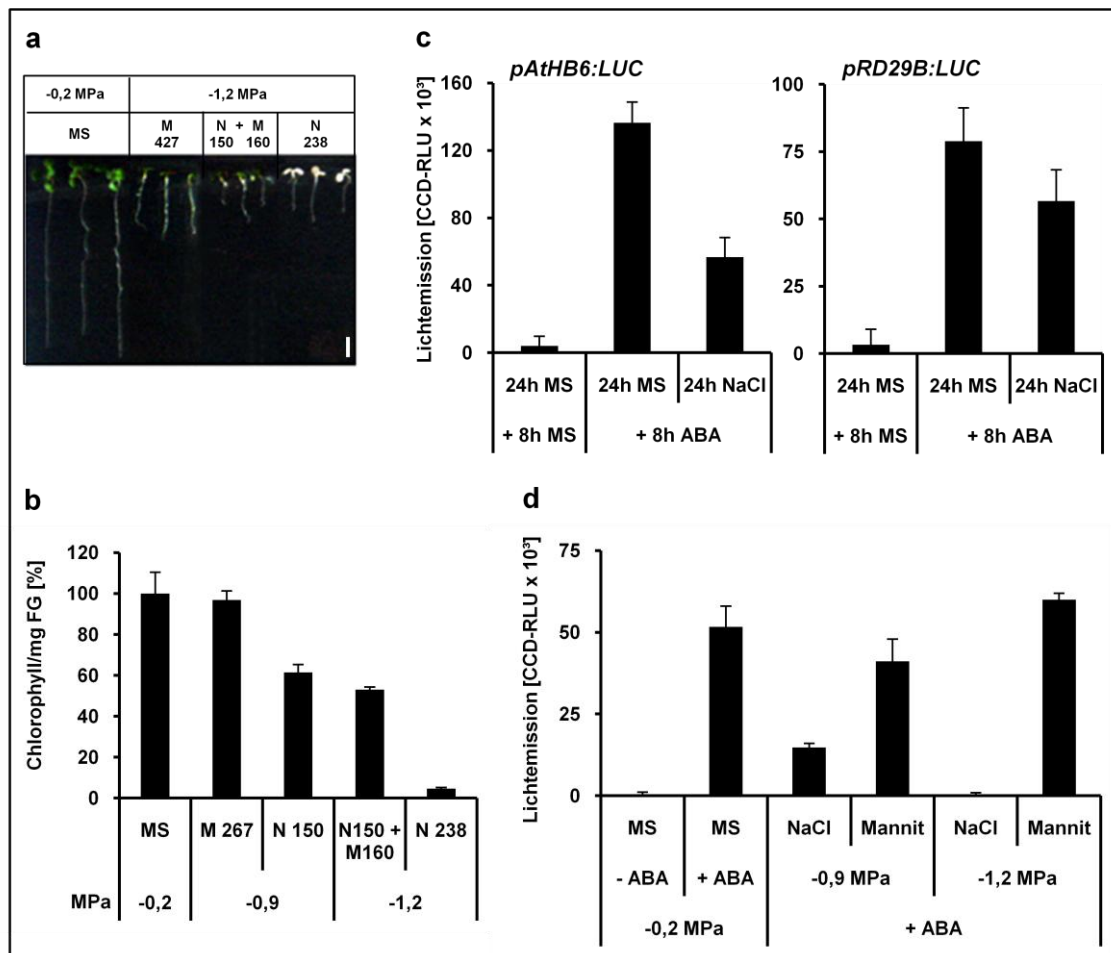 a
-0,2 MPa -1,2 MPa
MS M N + M N
427 150 160 238
c
pAtHB6:LUC
Lichtemission [CCD-RLU x 10³]
160
120
80
40
0
24h MS 24h MS 24h NaCl
+ 8h MS + 8h ABA
pRD29B:LUC
100
75
50
25
0
24h MS 24h MS 24h NaCl
+ 8h MS + 8h ABA
b
Chlorophyll/mg FG [%]
120
100
80
60
40
20
0
MS M 267 N 150 N150 + N 238
M160
MPa -0,2 -0,9 -1,2
d
Lichtemission [CCD-RLU x 10³]
75
50
25
0
MS MS NaCl Mannit NaCl Mannit
- ABA + ABA -0,9 MPa -1,2 MPa
-0,2 MPa + ABA